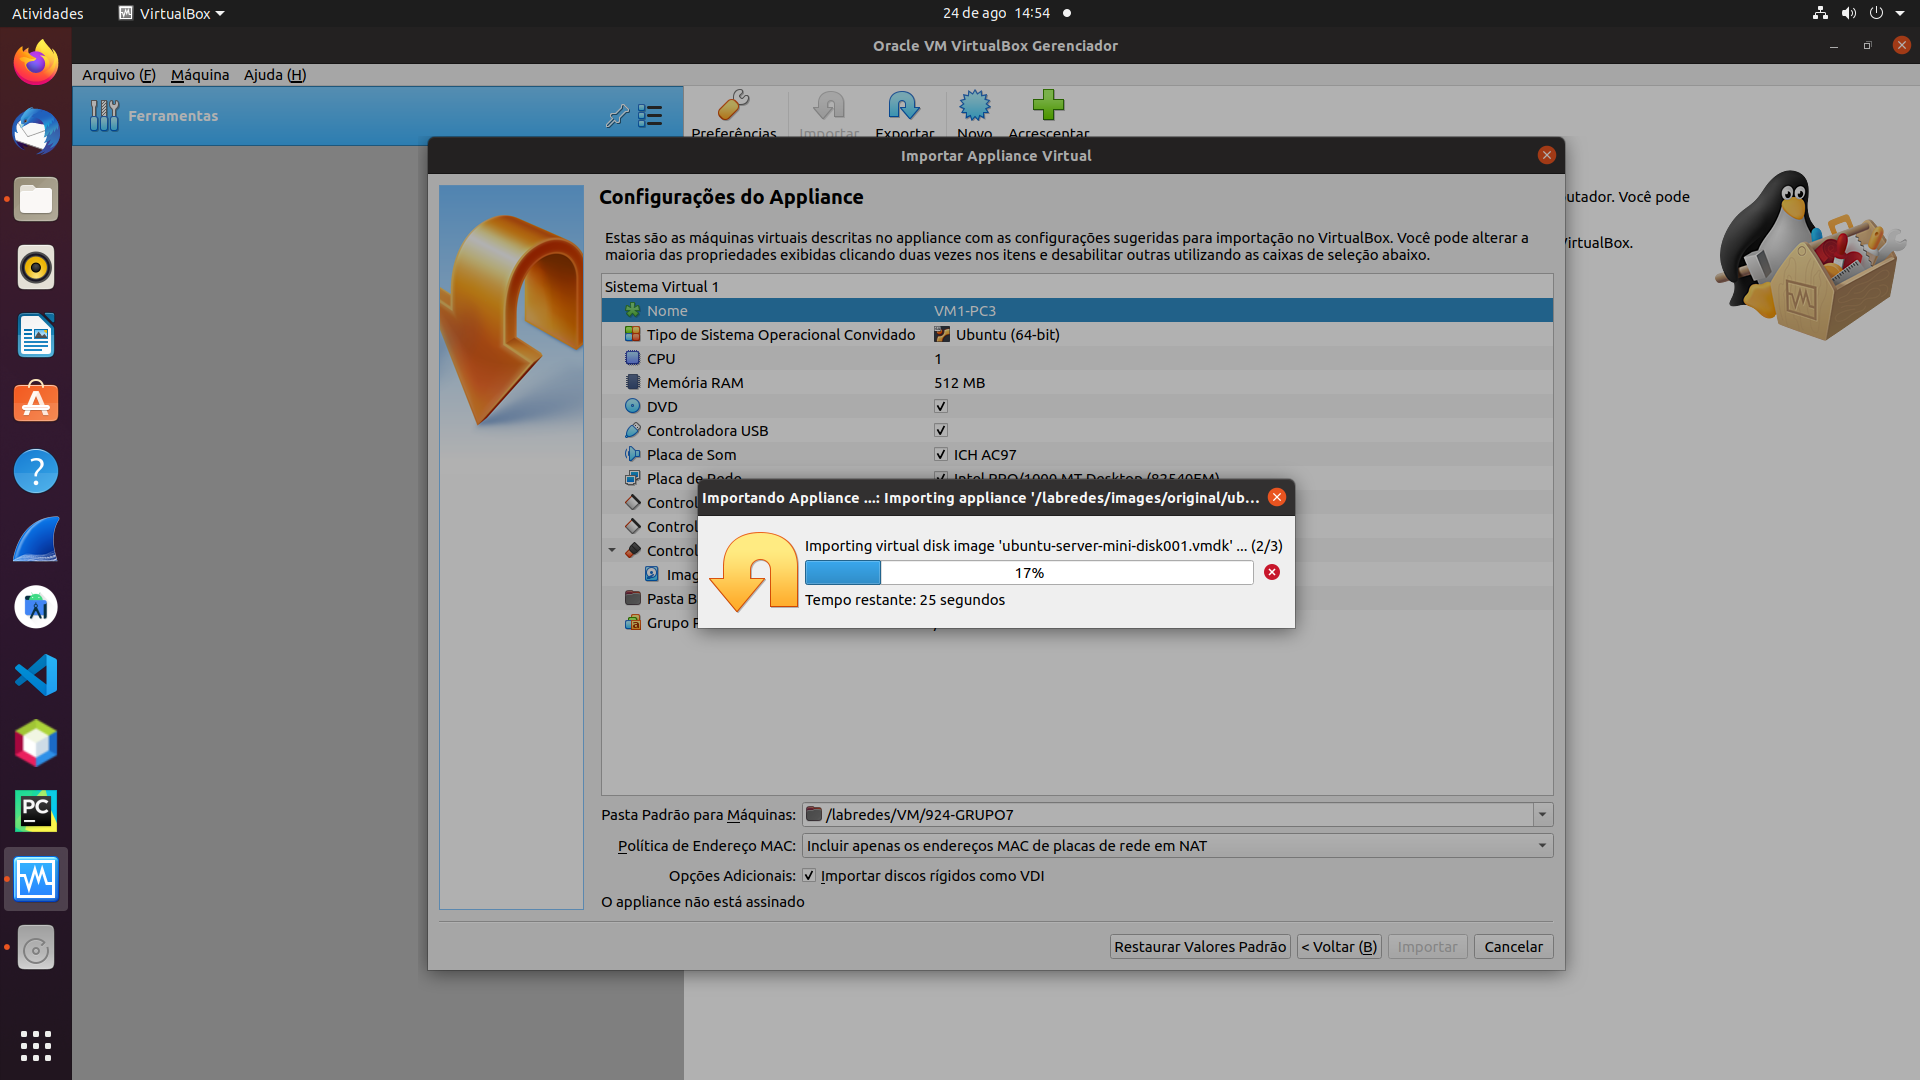 Atividades
VirtualBox
24 de ago 14:54
Oracle VM VirtualBox Gerenciador
Arquivo (F) Máquina Ajuda (H)
Ferramentas
Preferências Importar Exportar Novo Acrescentar
Importar Appliance Virtual
Configurações do Appliance
utador. Você pode
Estas são as máquinas virtuais descritas no appliance com as configurações sugeridas para importação no VirtualBox. Você pode alterar a
maioria das propriedades exibidas clicando duas vezes nos itens e desabilitar outras utilizando as caixas de seleção abaixo.
irtualBox.
Sistema Virtual 1
Nome VM1-PC3
Tipo de Sistema Operacional Convidado Ubuntu (64-bit)
CPU 1
Memória RAM 512 MB
DVD
Controladora USB
Placa de Som ICH AC97
Placa de Rede Intel PRO/1000 MT Desktop (82540EM)
Importando Appliance ...: Importing appliance '/labredes/images/original/ub...
Control
Control
Control
Importing virtual disk image 'ubuntu-server-mini-disk001.vmdk' ... (2/3)
Imag
17%
Pasta B
Tempo restante: 25 segundos
Grupo P
Pasta Padrão para Máquinas: /labredes/VM/924-GRUPO7
Política de Endereço MAC: Incluir apenas os endereços MAC de placas de rede em NAT
Opções Adicionais: Importar discos rígidos como VDI
O appliance não está assinado
Restaurar Valores Padrão < Voltar (B) Importar Cancelar
PC